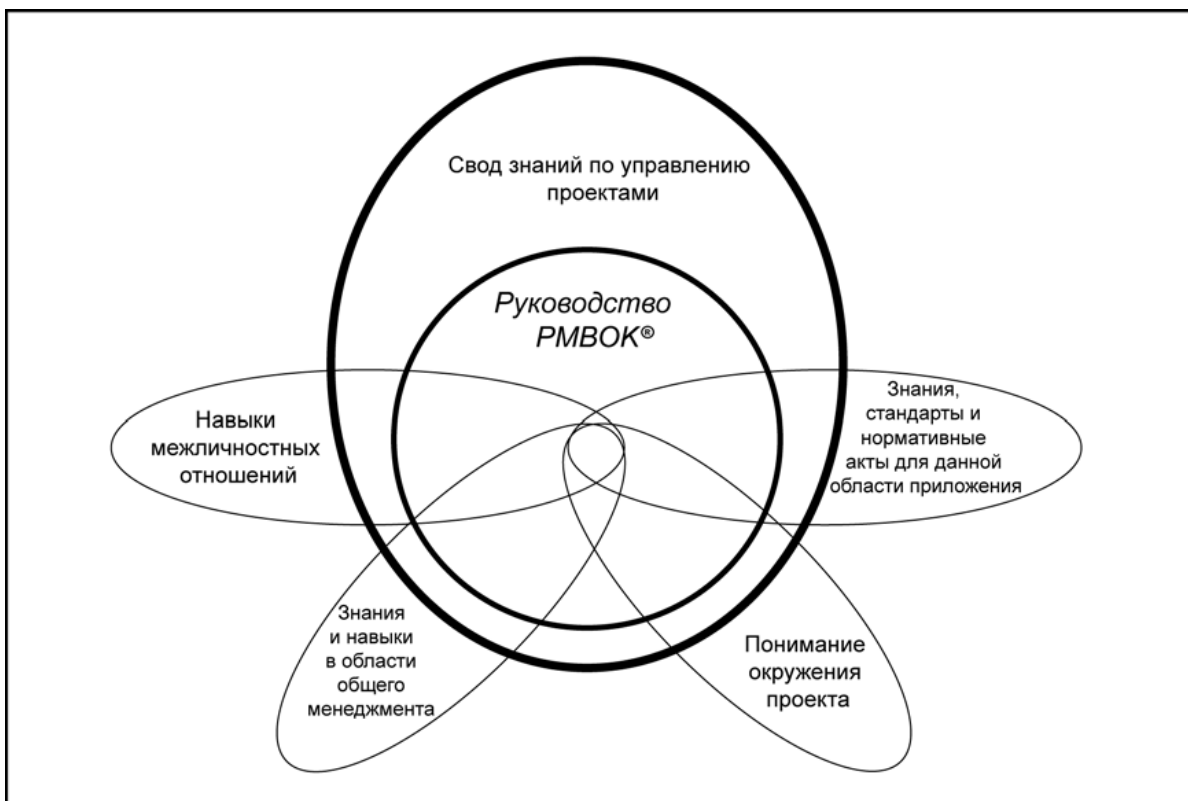 Свод знаний по управлению
проектами
Руководство
PMBOK®
Навыки
межличностных
отношений
Знания,
стандарты и
нормативные
акты для данной
области приложения
Знания
и навыки
в области
общего
менеджмента
Понимание
окружения
проекта